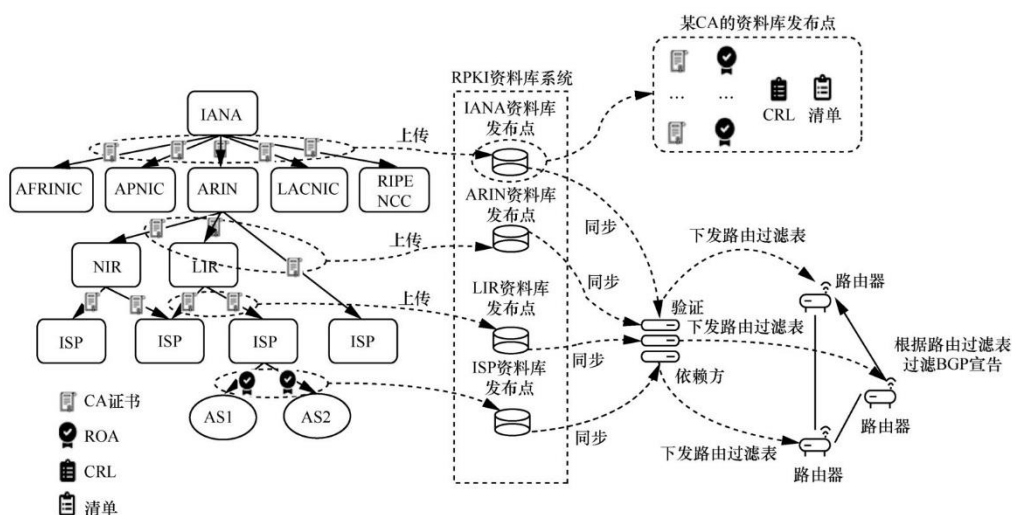 某CA的资料库发布点
...
...
CRL
清单
RPKI资料库系统
IANA资料库
发布点
IANA
上传
AFRINIC
APNIC
ARIN
LACNIC
RIPE
NCC
ARIN资料库
发布点
同步
下发路由过滤表
上传
NIR
LIR
同步
路由器
LIR资料库
发布点
上传
验证
下发路由过滤表
ISP
ISP
ISP
ISP
根据路由过滤表
过滤BGP宣告
ISP资料库
发布点
同步
依赖方
CA证书
AS1
AS2
路由器
ROA
同步
下发路由过滤表
路由器
CRL
清单